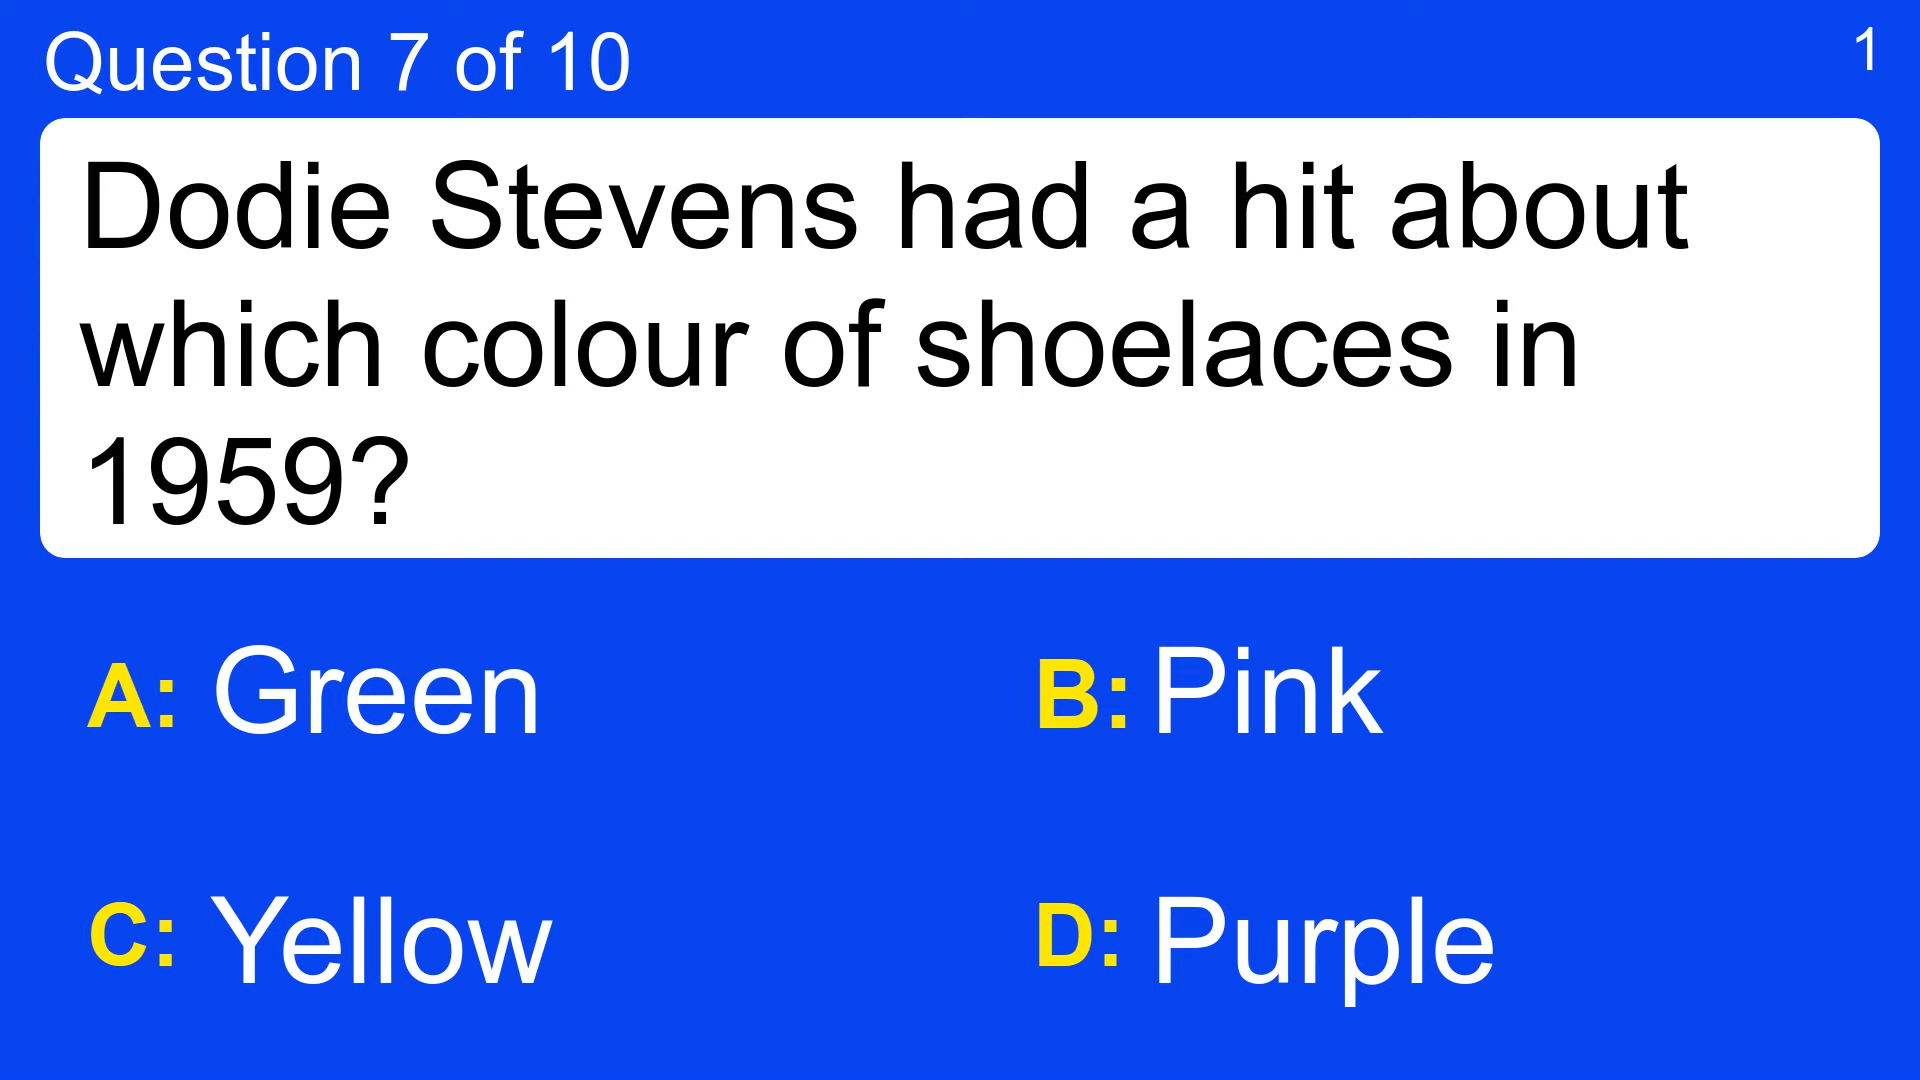 Question 7 of 10
1
Dodie Stevens had a hit about
which colour of shoelaces in
1959?
A: Green
B: Pink
C: Yellow
D: Purple